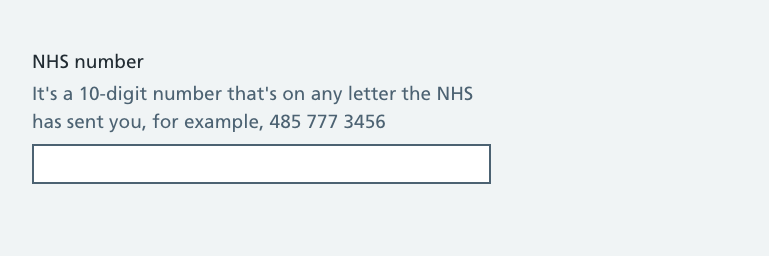 NHS number
It's a 10-digit number that's on any letter the NHS
has sent you, for example, 485 777 3456